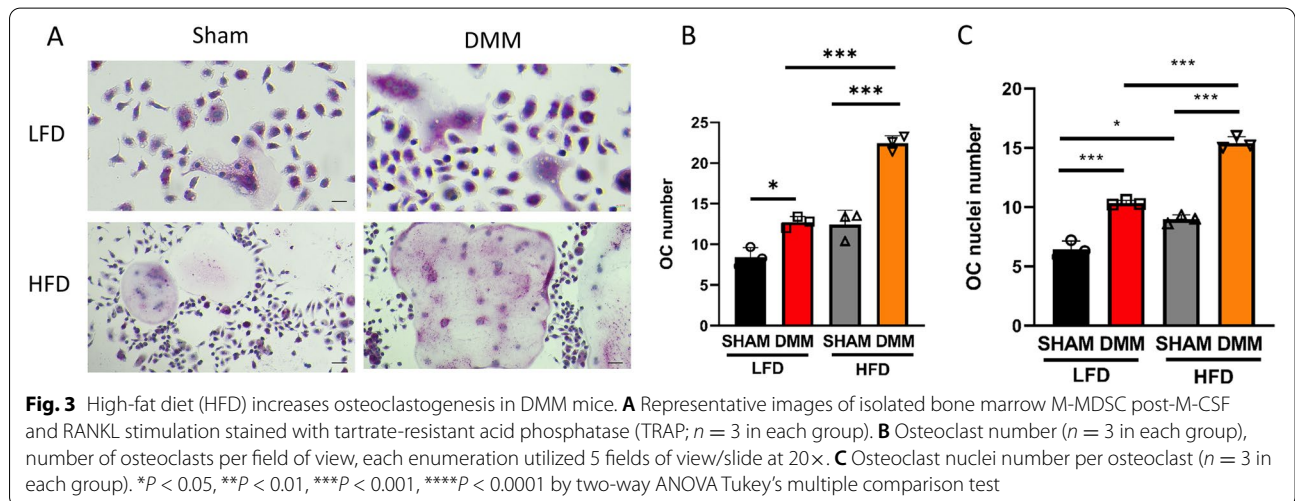 A
Sham
DMM
LFD
HFD
B
OC number
25
20
15
10
5
0
*
***
***
SHAM DMM SHAM DMM
LFD
HFD
C
OC nuclei number
20
15
10
5
0
***
*
***
***
SHAM DMM SHAM DMM
LFD
HFD
Fig. 3 High-fat diet (HFD) increases osteoclastogenesis in DMM mice. A Representative images of isolated bone marrow M-MDSC post-M-CSF
and RANKL stimulation stained with tartrate-resistant acid phosphatase (TRAP; n = 3 in each group). B Osteoclast number (n = 3 in each group),
number of osteoclasts per field of view, each enumeration utilized 5 fields of view/slide at 20×. C Osteoclast nuclei number per osteoclast (n = 3 in
each group). *P < 0.05, **P < 0.01, ***P < 0.001, ****P < 0.0001 by two-way ANOVA Tukey's multiple comparison test